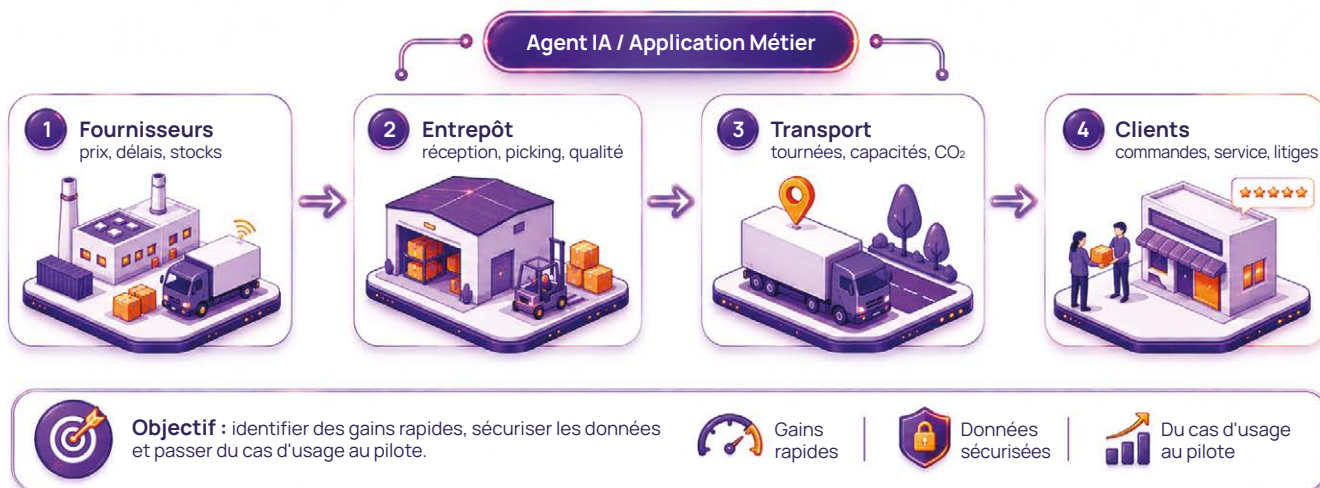 Agent IA / Application Métier
1 Fournisseurs
prix, délais, stocks
2 Entrepôt
réception, picking, qualité
3 Transport
tournées, capacités, CO₂
4 Clients
commandes, service, litiges
Objectif : identifier des gains rapides, sécuriser les données
et passer du cas d'usage au pilote.
Gains
rapides
Données
sécurisées
Du cas d'usage
au pilote